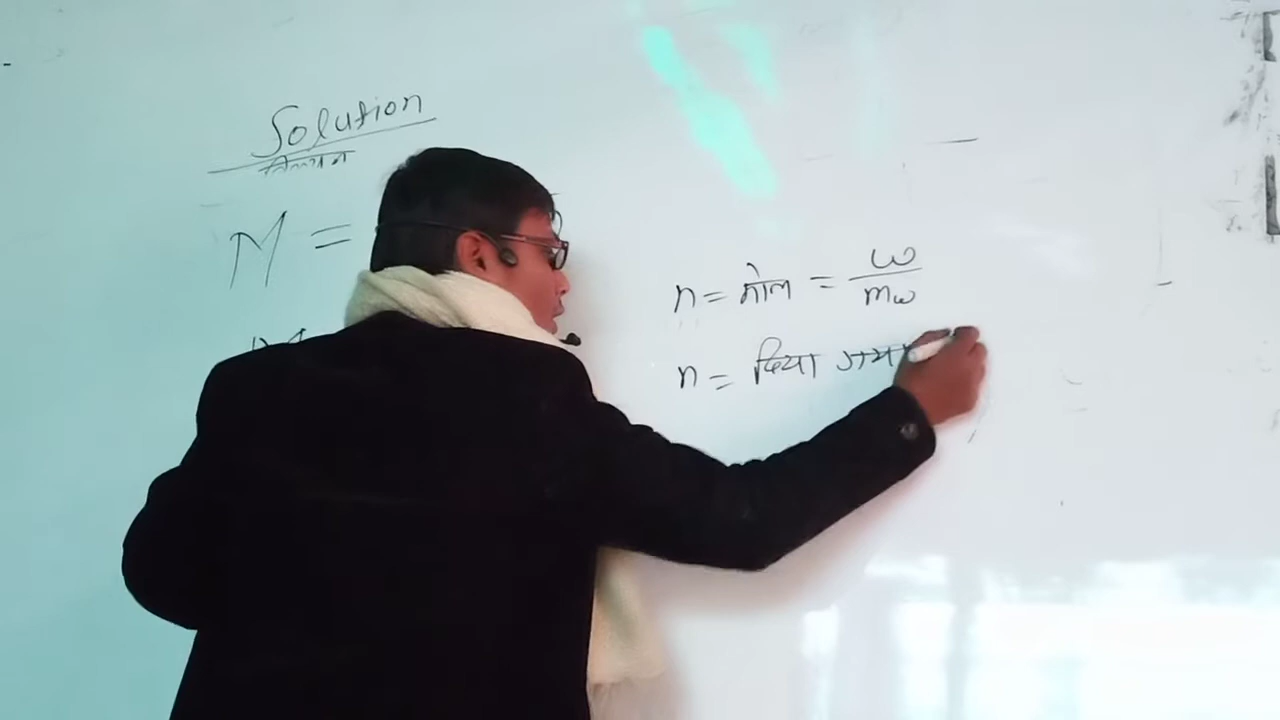 Solution
विलयन
M =
n = मोल = w/mw
n = दिया गया